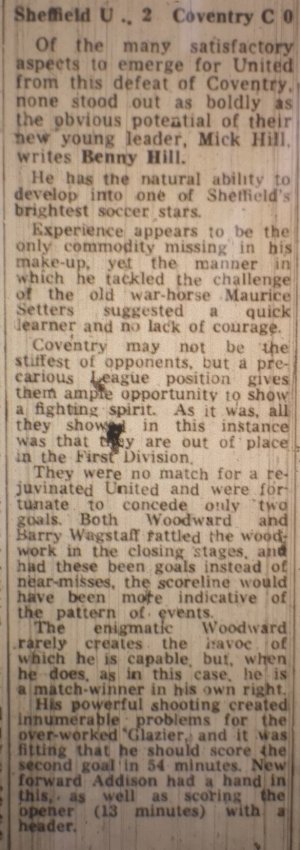 Sheffield U .. 2 Coventry C 0
Of the many satisfactory
aspects to emerge for United
from this defeat of Coventry,
none stood out as boldly as
the obvious potential of their
new young leader, Mick Hill,
writes Benny Hill.
He has the natural ability to
develop into one of Sheffield's
brightest soccer stars.
Experience appears to be the
only commodity missing in his
make-up, yet the manner in
which he tackled the challenge
of the old war-horse Maurice
Setters suggested a quick
learner and no lack of courage.
Coventry may not be the
stiffest of opponents, but a pre-
carious League position gives
them ample opportunity to show
a fighting spirit. As it was, all
they showed in this instance
was that they are out of place
in the First Division.
They were no match for a re-
juvinated United and were for-
tunate to concede only two
goals. Both Woodward and
Barry Wagstaff rattled the wood-
work in the closing stages, and
had these been goals instead of
near-misses, the scoreline would
have been more indicative of
the pattern of events.
The enigmatic Woodward
rarely creates the havoc of
which he is capable, but, when
he does, as in this case, he is
a match-winner in his own right.
His powerful shooting created
innumerable problems for the
over-worked Glazier, and it was
fitting that he should score the
second goal in 54 minutes. New
forward Addison had a hand in
this, as well as scoring the
opener (13 minutes) with a
header.